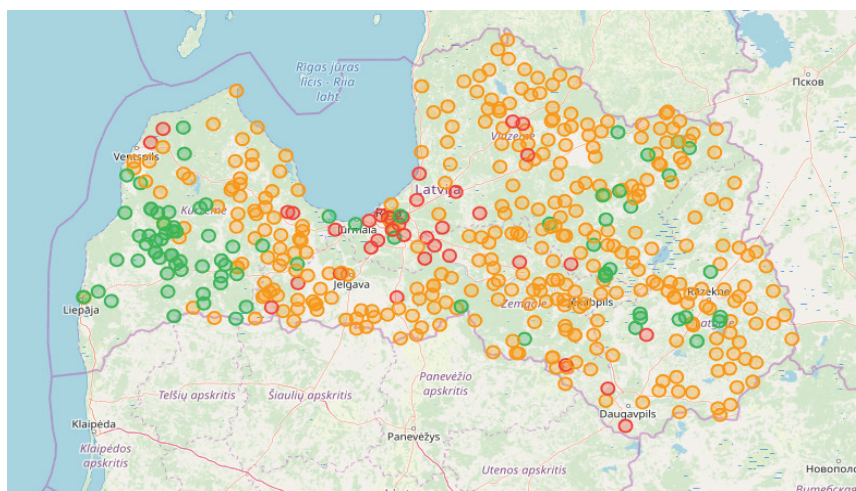 Rīgas jūras
līcis - Riia
laht
Псков
Ventspils
Vidzeme
Latvija
Kurzeme
Jūrmala
Jelgava
Liepāja
Zemgale
Jēkabpils
Rēzekne
Latgale
Telšių apskritis
Šiaulių apskritis
Panevėžio
apskritis
Daugavpils
Klaipėda
Panevėžys
Klaipėdos
apskritis
Utenos apskritis
Новопол
Витебская